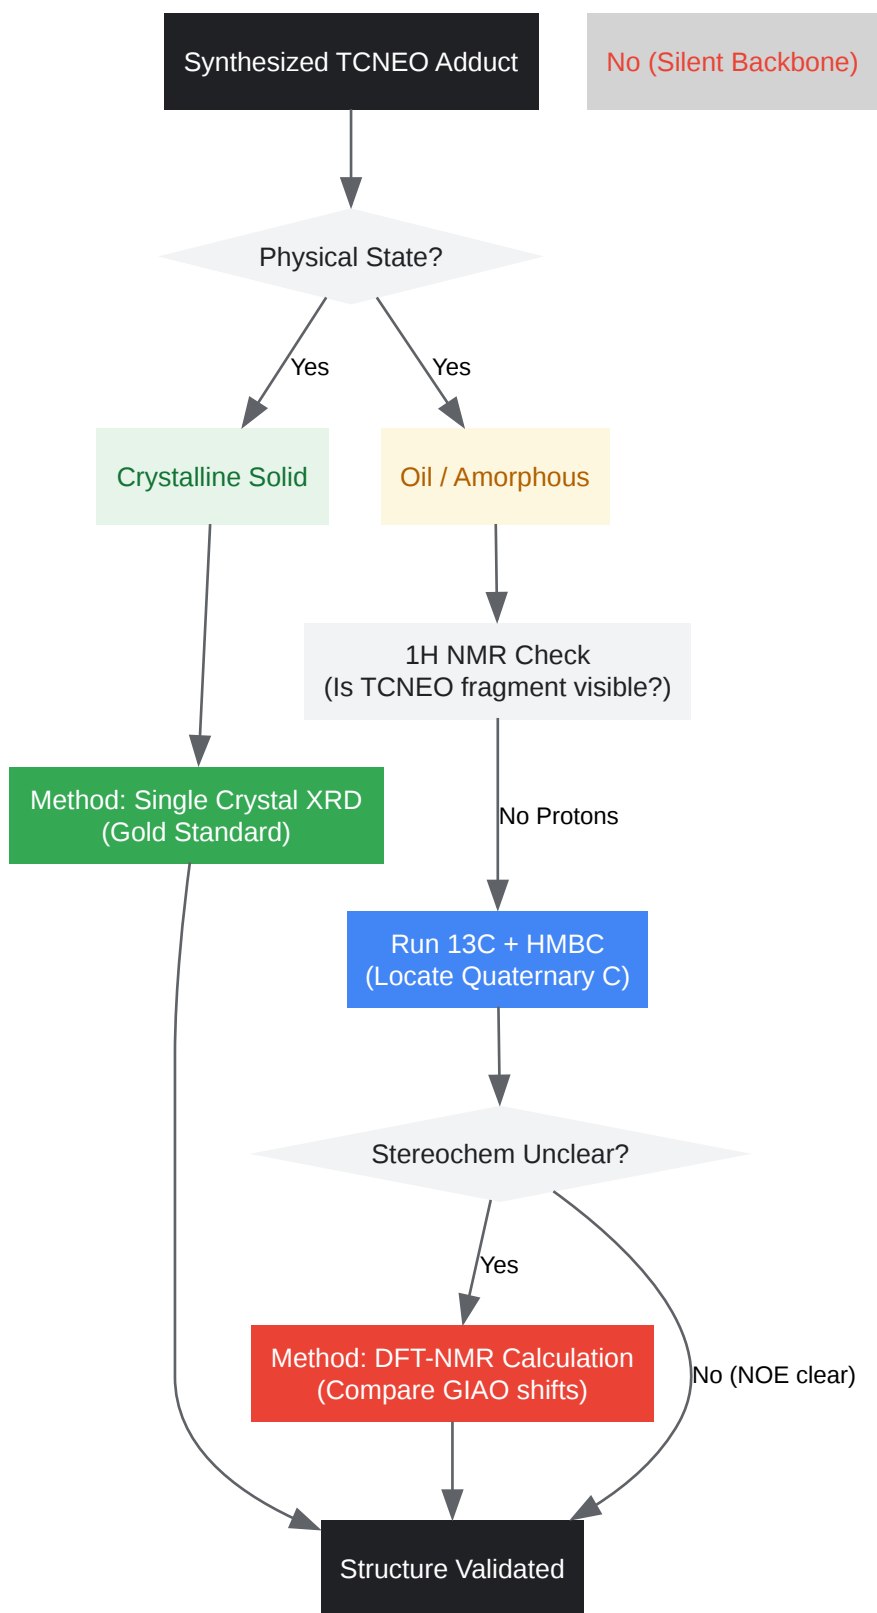 Synthesized TCNEO Adduct
No (Silent Backbone)
Physical State?
Yes
Yes
Crystalline Solid
Oil / Amorphous
1H NMR Check
(Is TCNEO fragment visible?)
Method: Single Crystal XRD
(Gold Standard)
No Protons
Run 13C + HMBC
(Locate Quaternary C)
Stereochem Unclear?
Yes
Method: DFT-NMR Calculation
(Compare GIAO shifts)
No (NOE clear)
Structure Validated